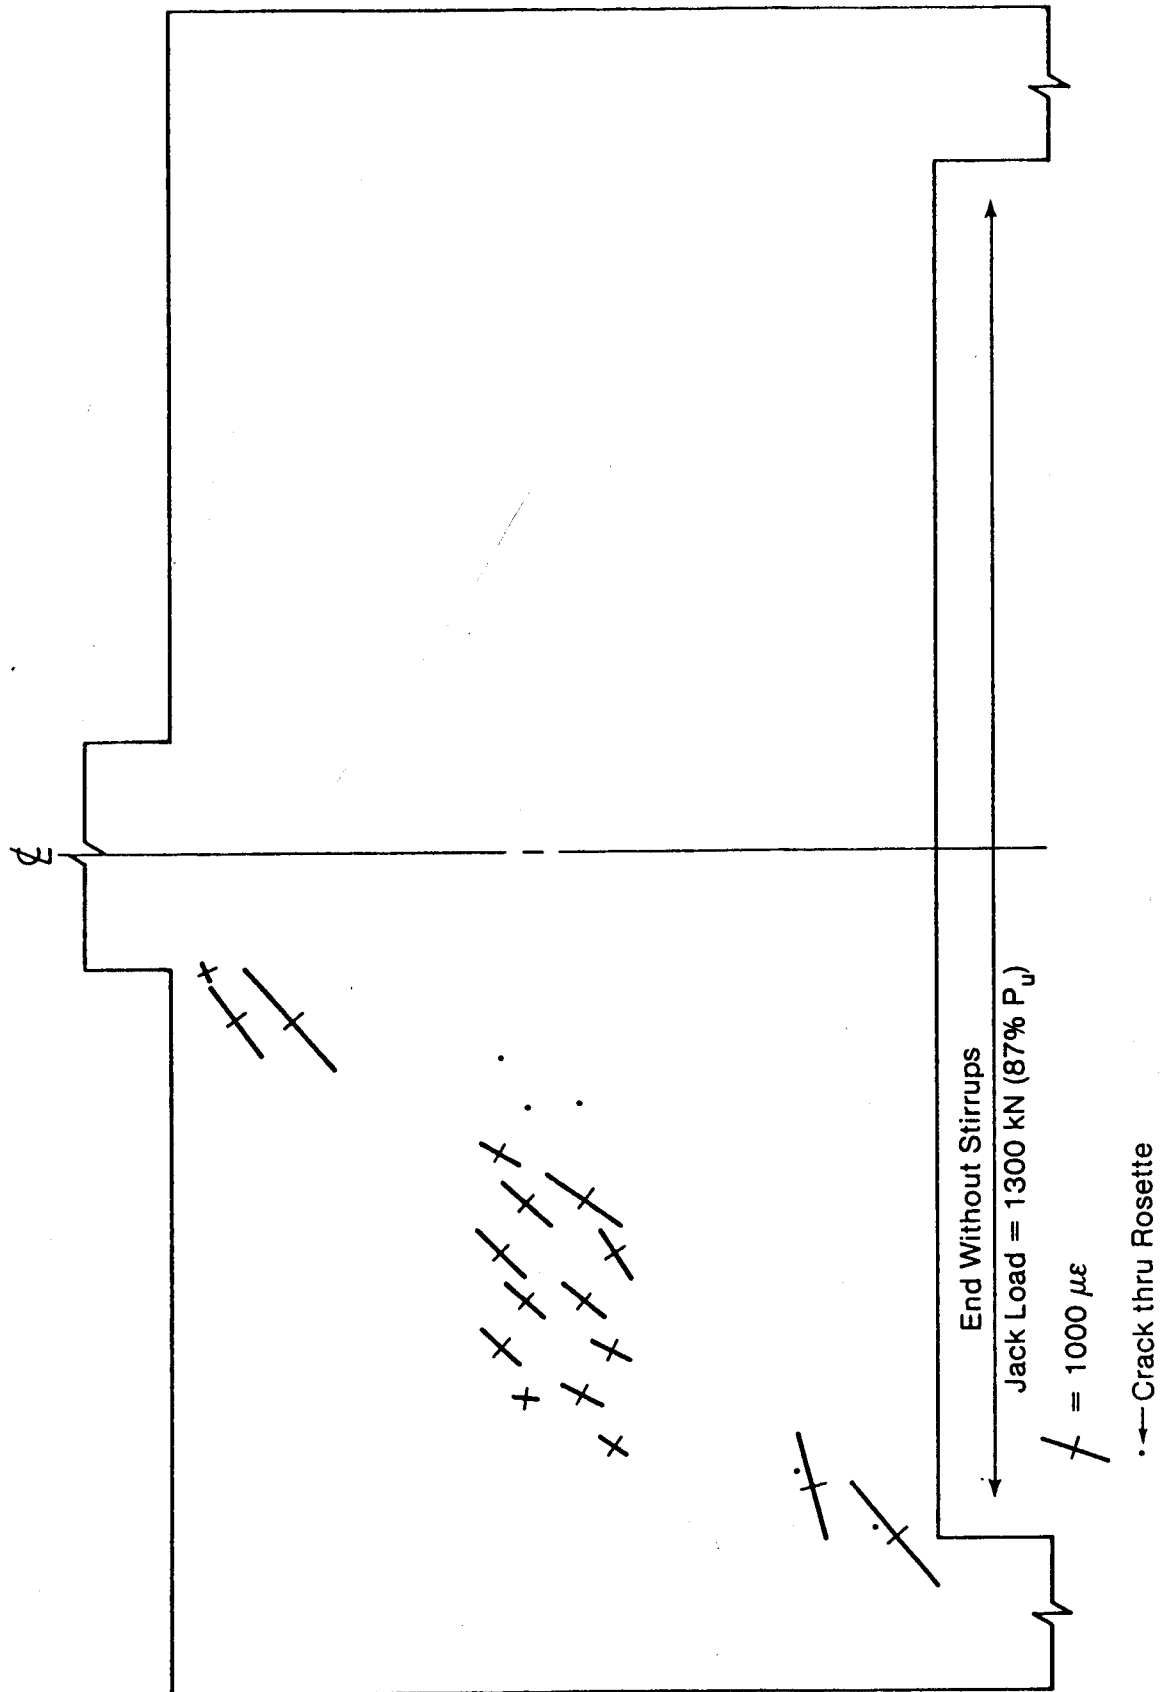 ℄
End Without Stirrups
Jack Load = 1300 kN (87% Pᵤ)
= 1000 µε
Crack thru Rosette